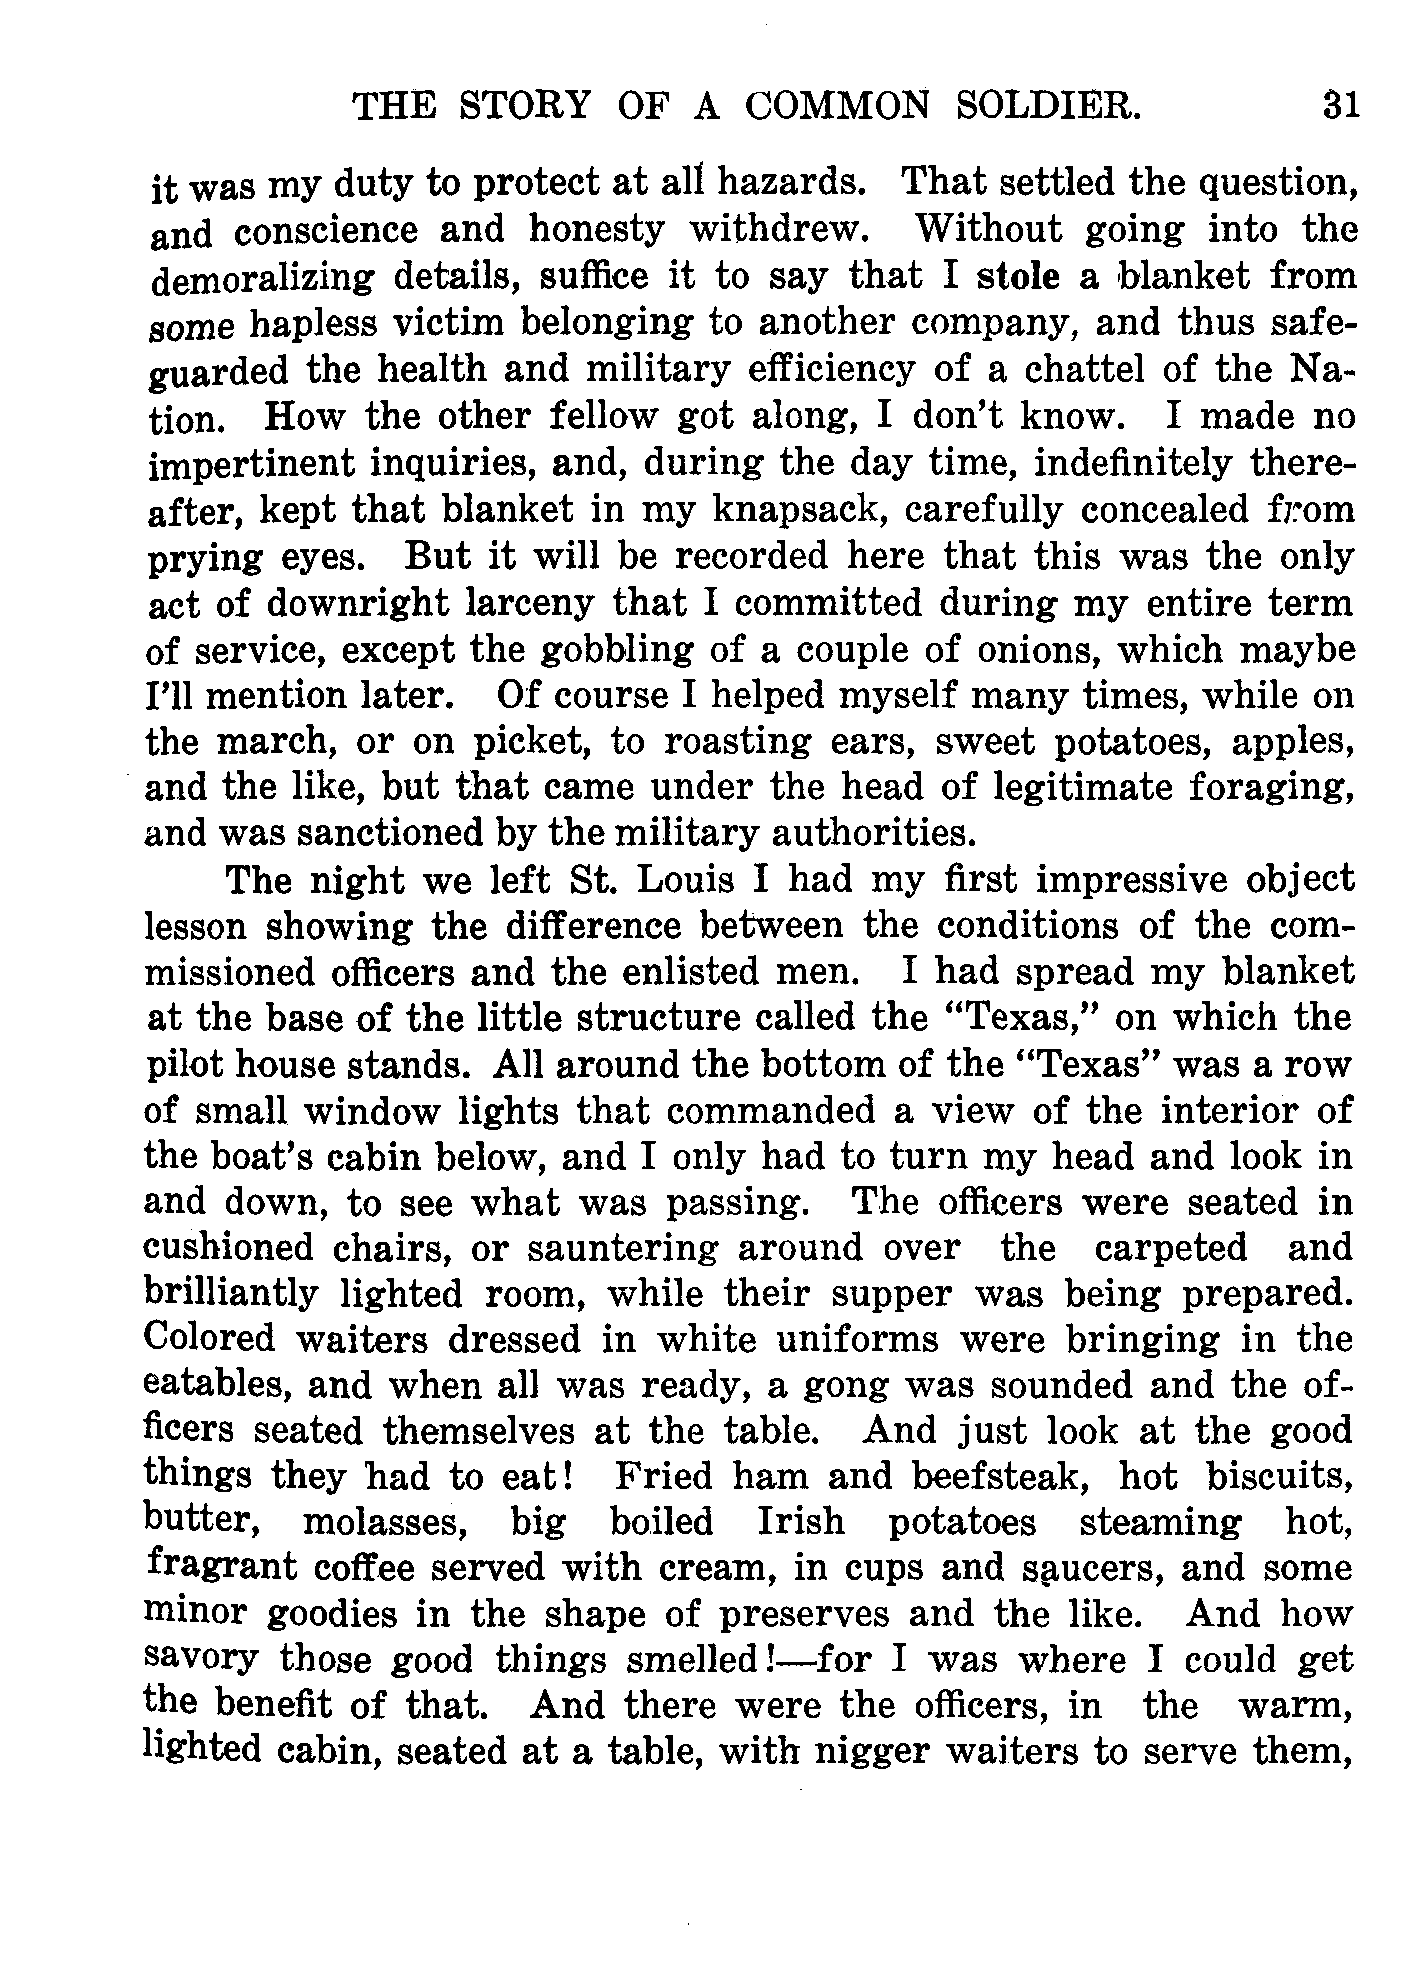 THE STORY OF A COMMON SOLDIER. 31
it was my duty to protect at all hazards. That settled the question,
and conscience and honesty withdrew. Without going into the
demoralizing details, suffice it to say that I stole a blanket from
some hapless victim belonging to another company, and thus safe-
guarded the health and military efficiency of a chattel of the Na-
tion. How the other fellow got along, I don't know. I made no
impertinent inquiries, and, during the day time, indefinitely there-
after, kept that blanket in my knapsack, carefully concealed from
prying eyes. But it will be recorded here that this was the only
act of downright larceny that I committed during my entire term
of service, except the gobbling of a couple of onions, which maybe
I'll mention later. Of course I helped myself many times, while on
the march, or on picket, to roasting ears, sweet potatoes, apples,
and the like, but that came under the head of legitimate foraging,
and was sanctioned by the military authorities.
The night we left St. Louis I had my first impressive object
lesson showing the difference between the conditions of the com-
missioned officers and the enlisted men. I had spread my blanket
at the base of the little structure called the "Texas," on which the
pilot house stands. All around the bottom of the "Texas" was a row
of small window lights that commanded a view of the interior of
the boat's cabin below, and I only had to turn my head and look in
and down, to see what was passing. The officers were seated in
cushioned chairs, or sauntering around over the carpeted and
brilliantly lighted room, while their supper was being prepared.
Colored waiters dressed in white uniforms were bringing in the
eatables, and when all was ready, a gong was sounded and the of-
ficers seated themselves at the table. And just look at the good
things they had to eat! Fried ham and beefsteak, hot biscuits,
butter, molasses, big boiled Irish potatoes steaming hot,
fragrant coffee served with cream, in cups and saucers, and some
minor goodies in the shape of preserves and the like. And how
savory those good things smelled!—for I was where I could get
the benefit of that. And there were the officers, in the warm,
lighted cabin, seated at a table, with nigger waiters to serve them,